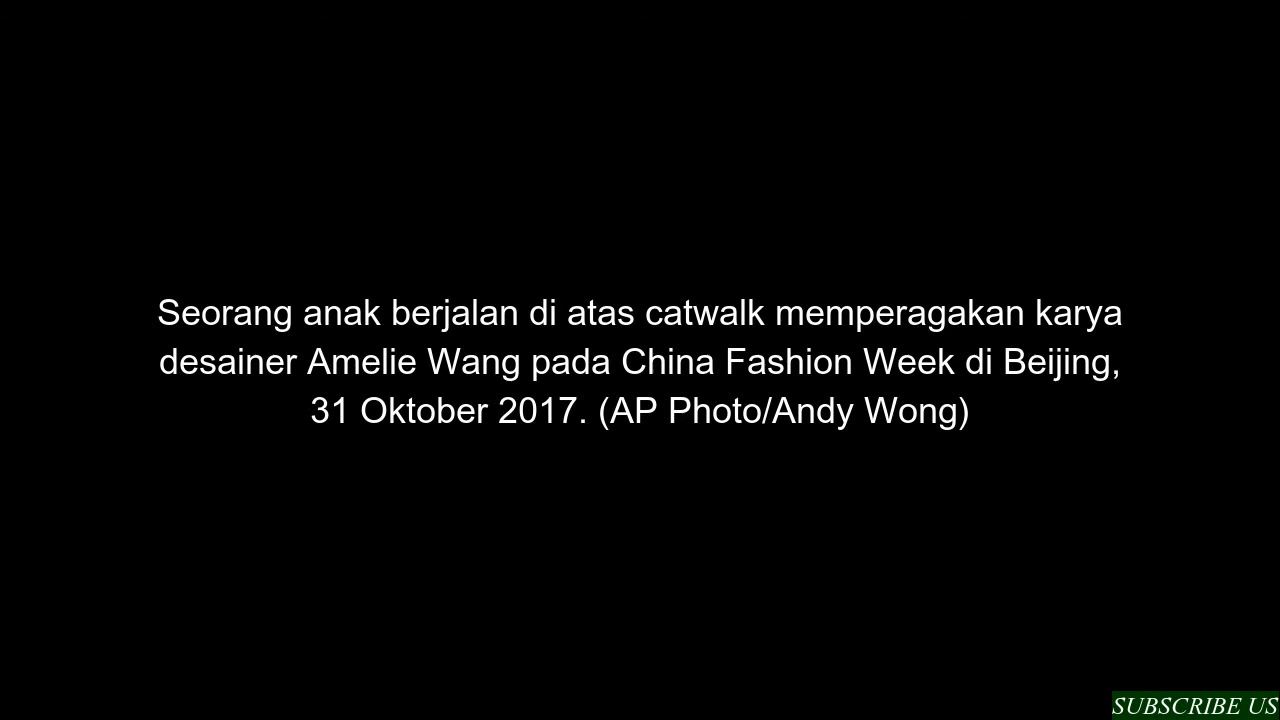 Seorang anak berjalan di atas catwalk memperagakan karya
desainer Amelie Wang pada China Fashion Week di Beijing,
31 Oktober 2017. (AP Photo/Andy Wong)
SUBSCRIBE US